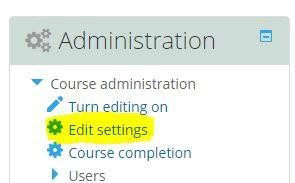 Administration
Course administration
Turn editing on
Edit settings
Course completion
Users